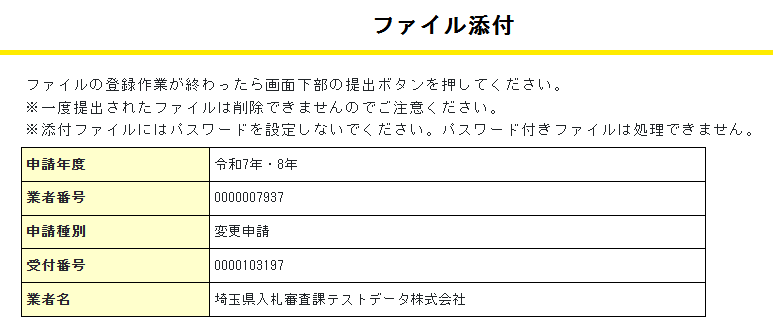 ファイル添付
ファイルの登録作業が終わったら画面下部の提出ボタンを押してください。
※一度提出されたファイルは削除できませんのでご注意ください。
※添付ファイルにはパスワードを設定しないでください。パスワード付きファイルは処理できません。
申請年度 令和7年・8年
業者番号 0000007937
申請種別 変更申請
受付番号 0000103197
業者名 埼玉県入札審査課テストデータ株式会社